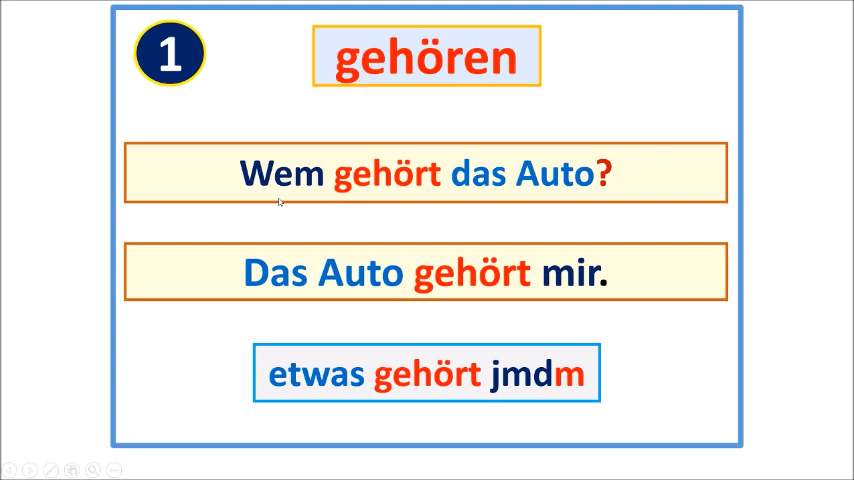 1
gehören
Wem gehört das Auto?
Das Auto gehört mir.
etwas gehört jmdm